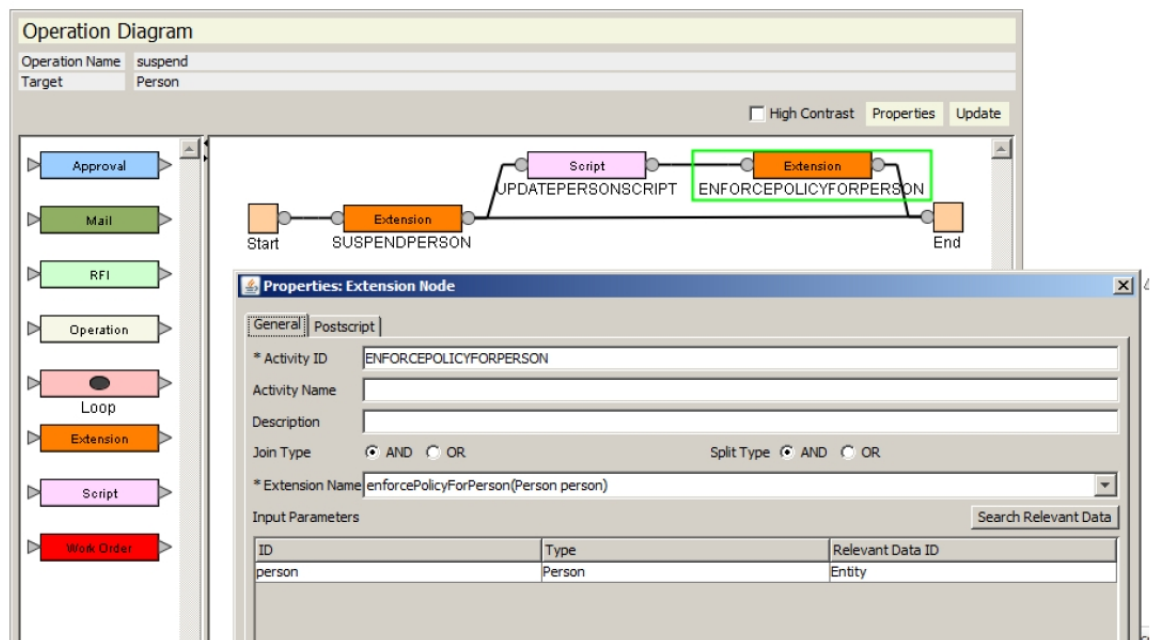 Operation Diagram
Operation Name suspend
Target Person
High Contrast Properties Update
Approval
Mail
RFI
Operation
Loop
Extension
Script
Work Order
Script Extension
UPDATEPERSONSCRIPT ENFORCEPOLICYFORPERSON
Extension
Start SUSPENDPERSON End
Properties: Extension Node
General Postscript
* Activity ID ENFORCEPOLICYFORPERSON
Activity Name
Description
Join Type AND OR Split Type AND OR
* Extension Name enforcePolicyForPerson(Person person)
Input Parameters Search Relevant Data
ID Type Relevant Data ID
person Person Entity